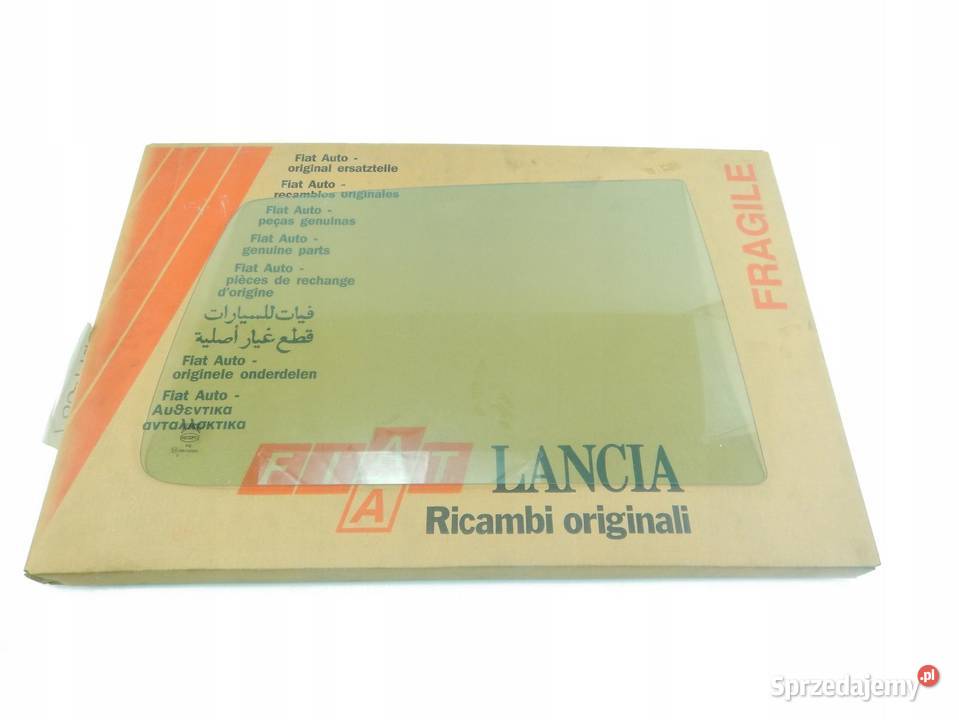 Fiat Auto -
original ersatzteile
Fiat Auto -
recambios originales
Fiat Auto -
peças genuinas
Fiat Auto -
genuine parts
Fiat Auto -
pièces de rechange
d'origine
فيات للسيارات
قطع غيار أصلية
Fiat Auto -
originele onderdelen
Fiat Auto -
Αυθεντικα
ανταλλακτικα
FRAGILE
FIAT
A A
LANCIA
Ricambi originali
Sprzedajemy.pl